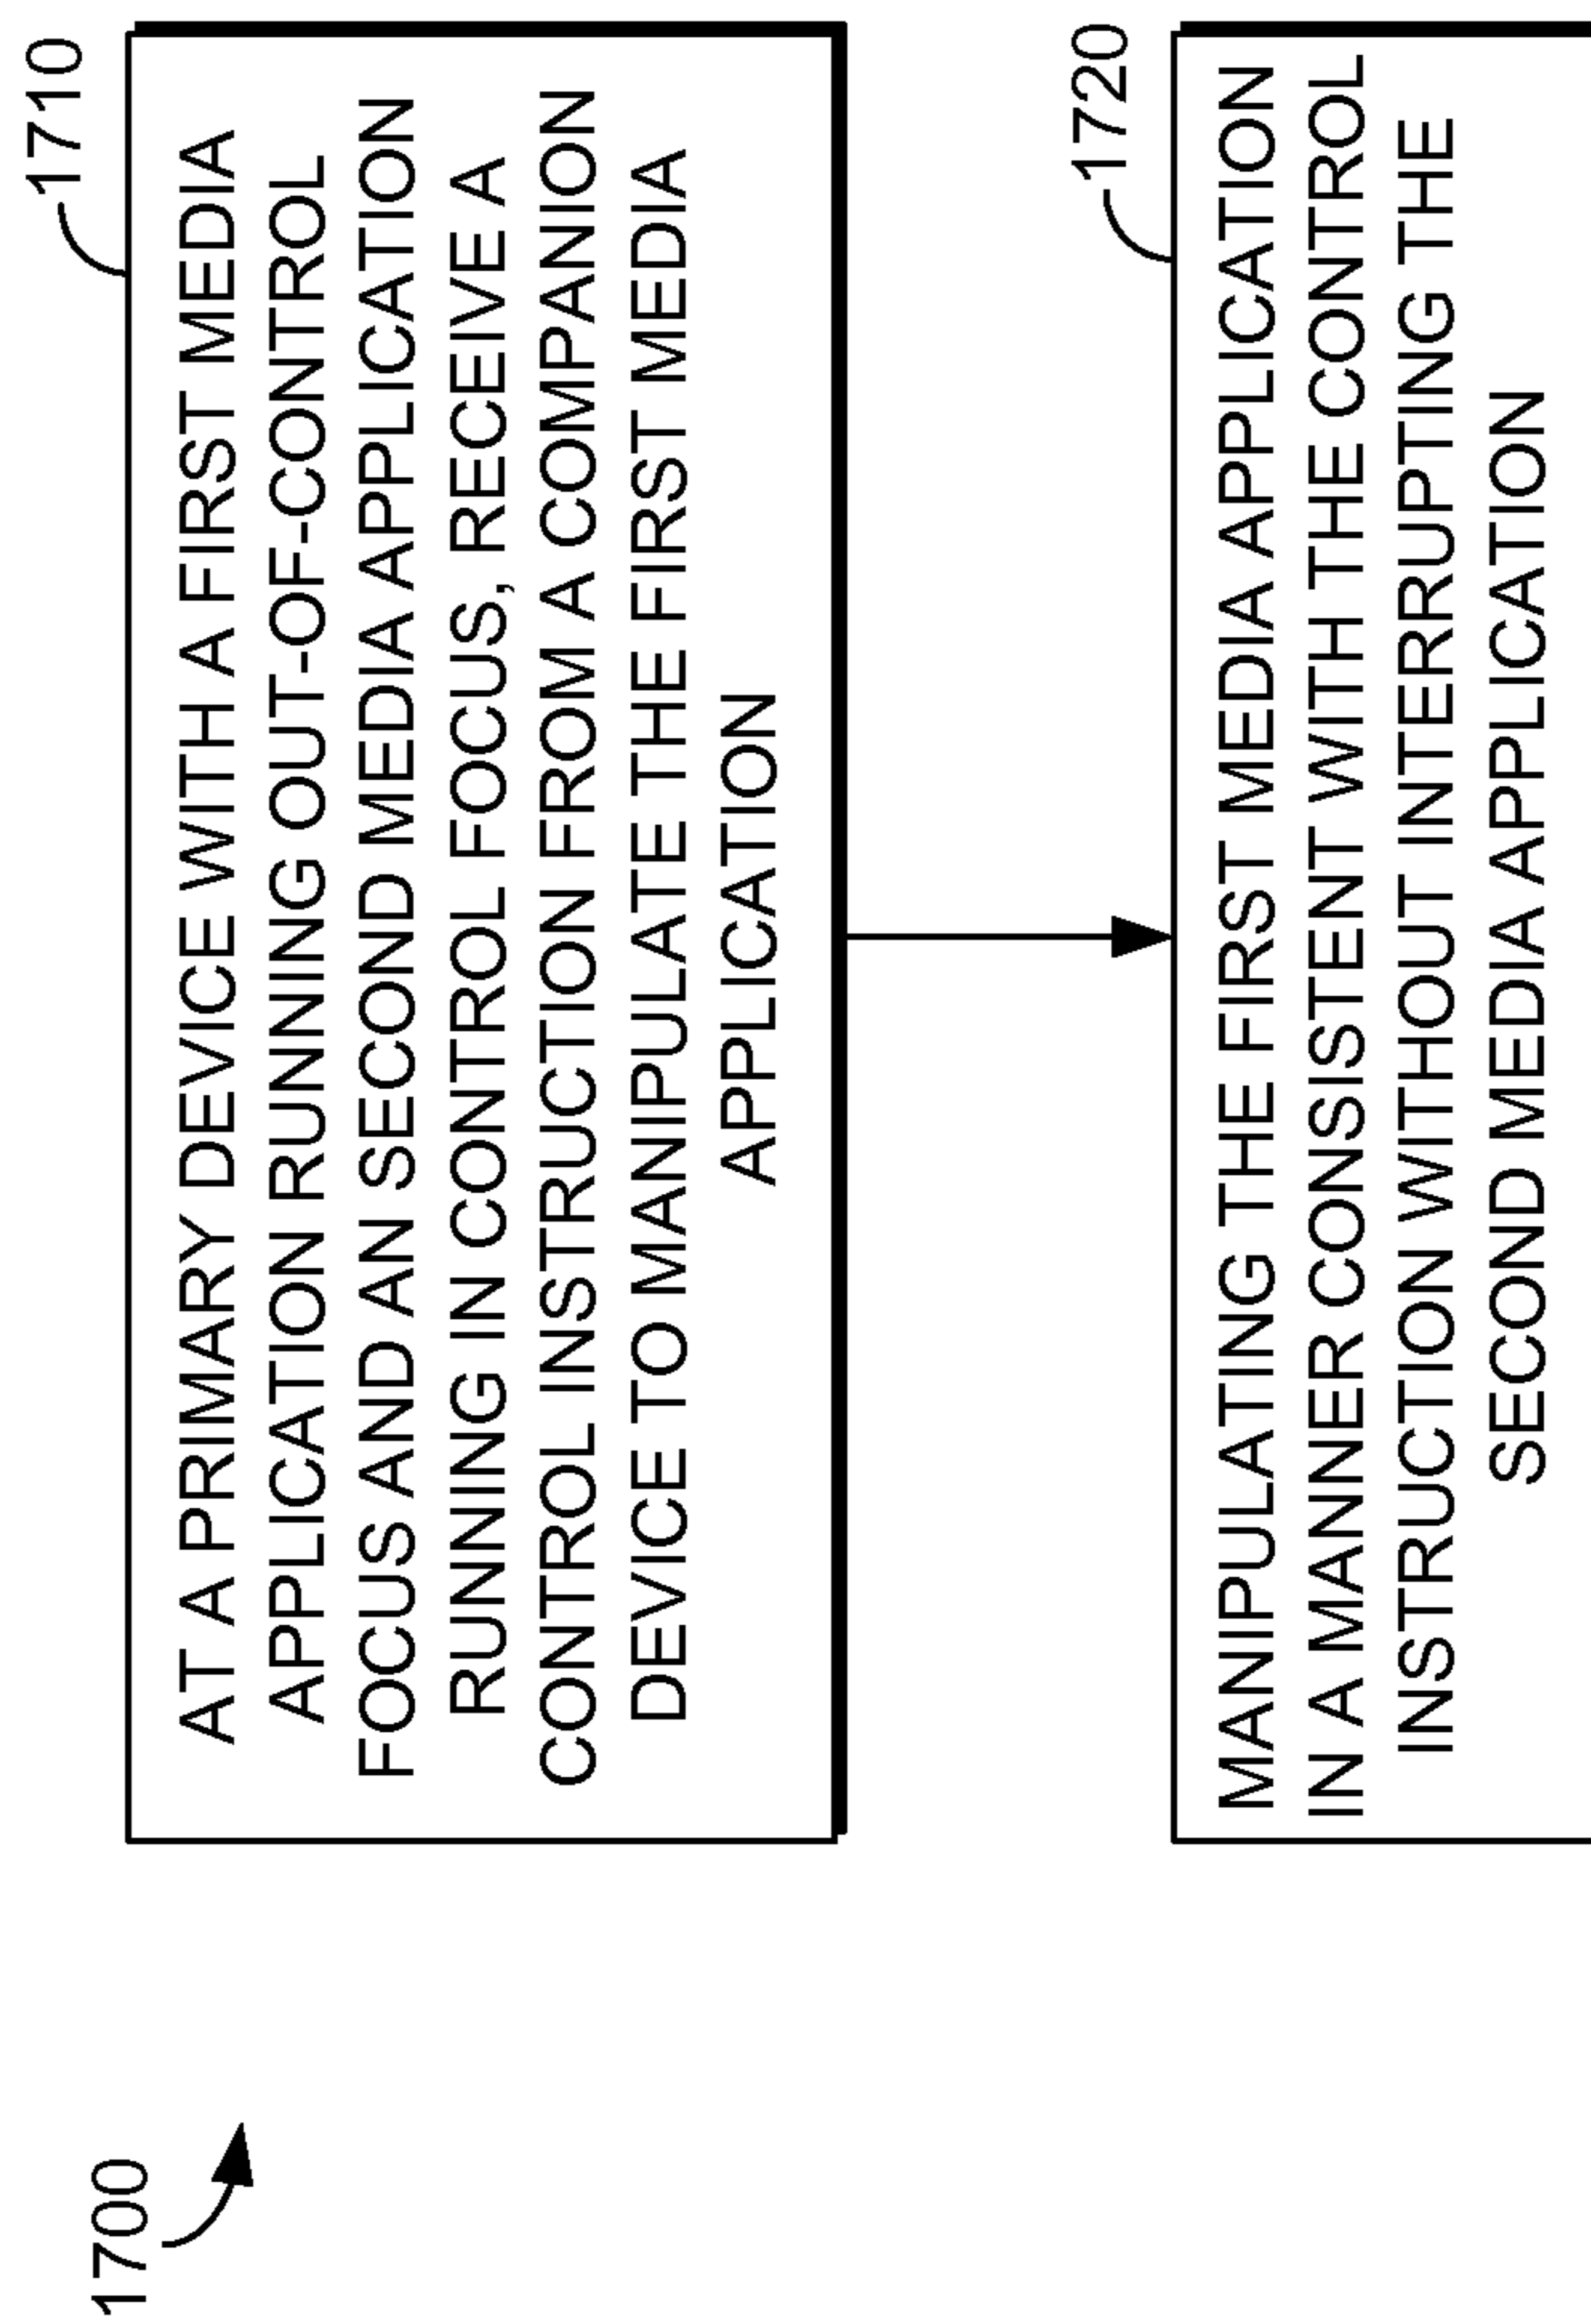 1700
1710
AT A PRIMARY DEVICE WITH A FIRST MEDIA
APPLICATION RUNNING OUT-OF-CONTROL
FOCUS AND AN SECOND MEDIA APPLICATION
RUNNING IN CONTROL FOCUS, RECEIVE A
CONTROL INSTRUCTION FROM A COMPANION
DEVICE TO MANIPULATE THE FIRST MEDIA
APPLICATION
1720
MANIPULATING THE FIRST MEDIA APPLICATION
IN A MANNER CONSISTENT WITH THE CONTROL
INSTRUCTION WITHOUT INTERRUPTING THE
SECOND MEDIA APPLICATION